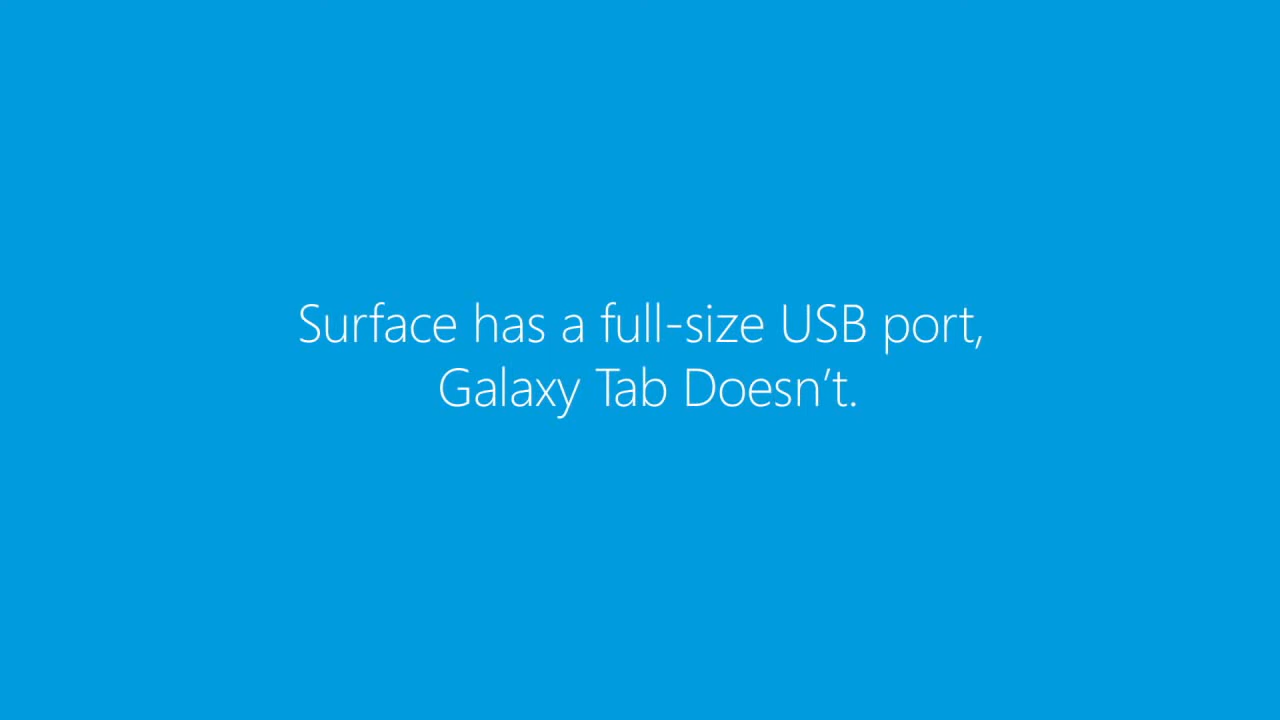 Surface has a full-size USB port,
Galaxy Tab Doesn’t.